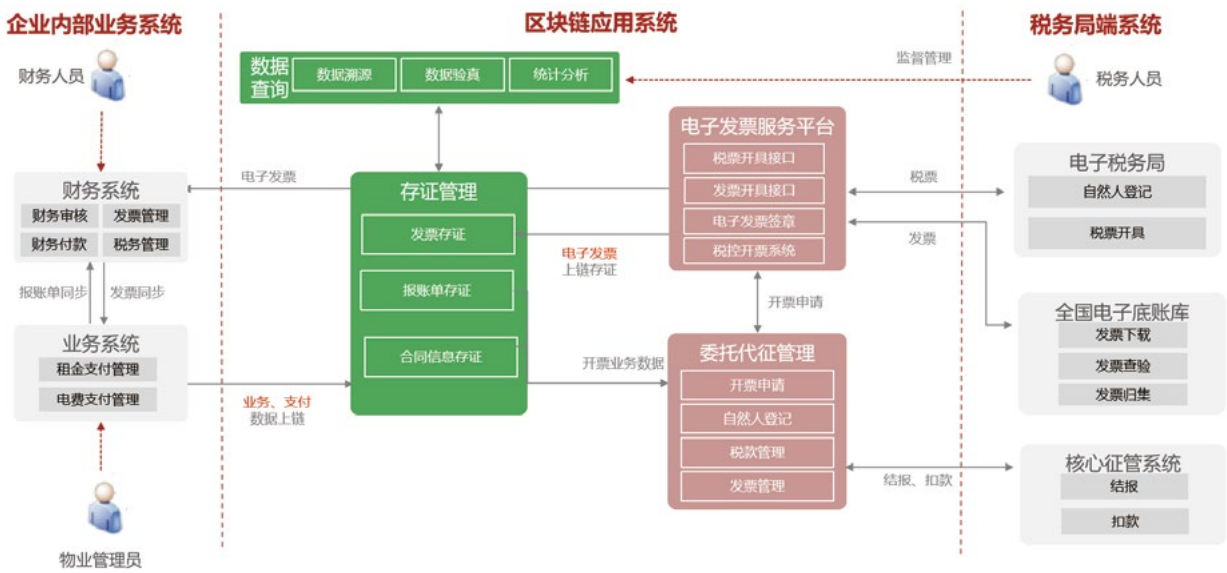 企业内部业务系统
区块链应用系统
税务局端系统
财务人员
数据
查询
数据溯源
数据验真
统计分析
监督管理
税务人员
电子发票服务平台
税票开具接口
发票开具接口
电子发票签章
税控开票系统
电子税务局
自然人登记
税票开具
税票
发票
电子发票
财务系统
财务审核
发票管理
财务付款
税务管理
存证管理
发票存证
报账单存证
合同信息存证
电子发票
上链存证
报账单同步
发票同步
开票申请
全国电子底账库
发票下载
发票查验
发票归集
业务系统
租金支付管理
电费支付管理
业务、支付
数据上链
开票业务数据
委托代征管理
开票申请
自然人登记
税款管理
发票管理
结报、扣款
核心征管系统
结报
扣款
物业管理员